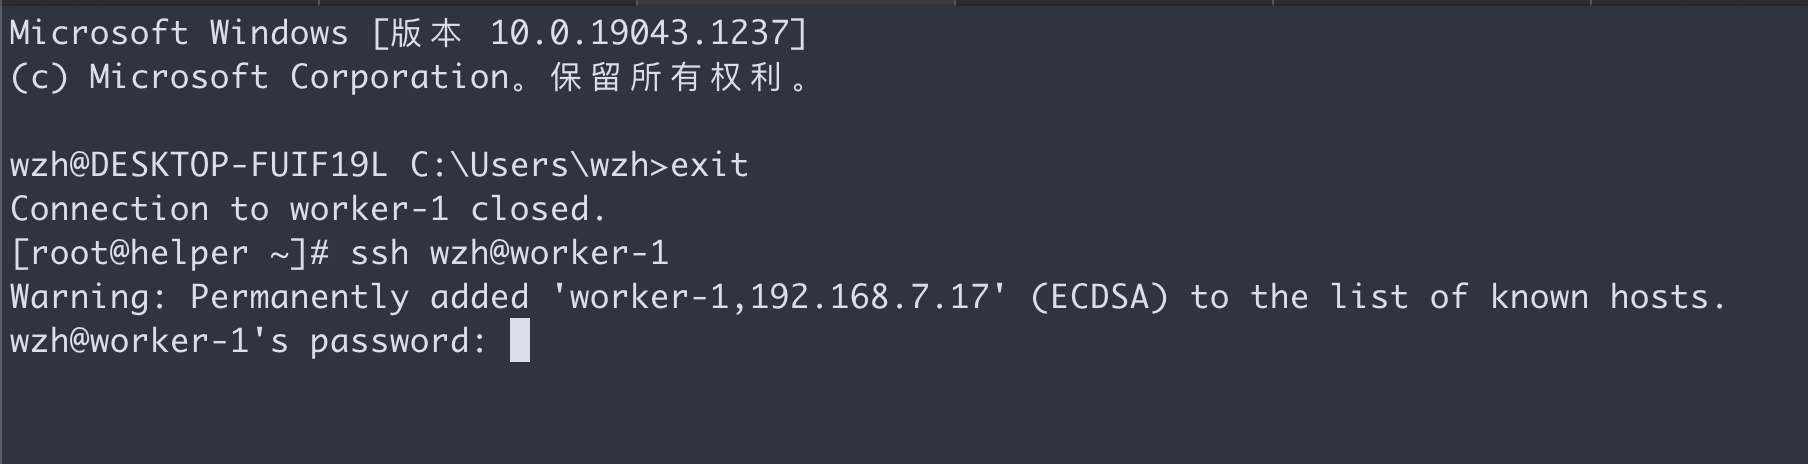 Microsoft Windows [版本 10.0.19043.1237]
(c) Microsoft Corporation。保留所有权利。
wzh@DESKTOP-FUIF19L C:\Users\wzh>exit
Connection to worker-1 closed.
[root@helper ~]# ssh wzh@worker-1
Warning: Permanently added 'worker-1,192.168.7.17' (ECDSA) to the list of known hosts.
wzh@worker-1's password: